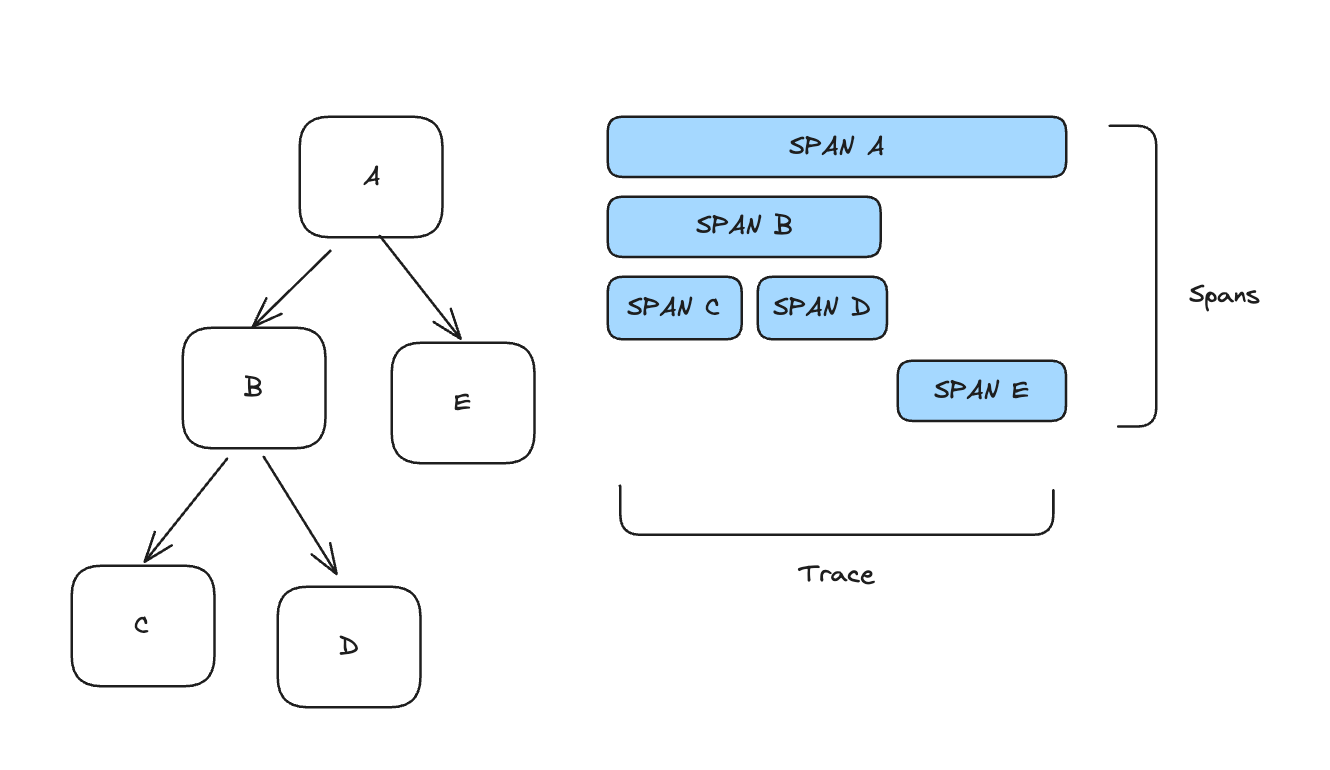 A
B
E
C
D
SPAN A
SPAN B
SPAN C
SPAN D
SPAN E
Spans
Trace